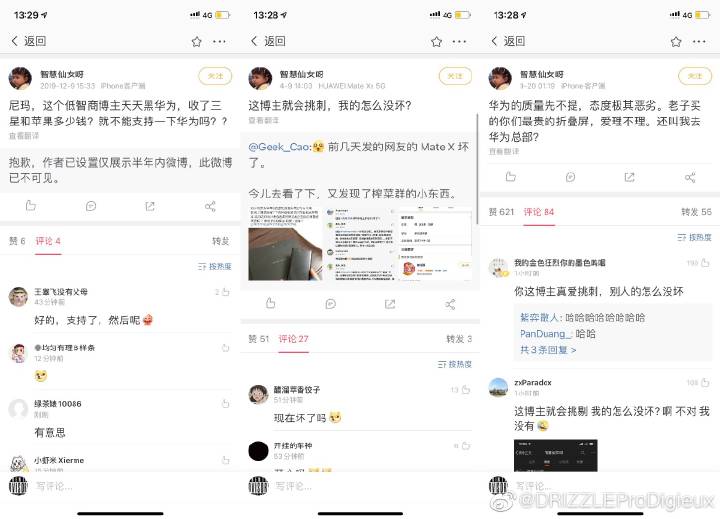 13:29
4G
返回
智慧仙女呀
关注
2019-12-9 15:33 iPhone客户端
尼玛，这个低智商博主天天黑华为，收了三
星和苹果多少钱？就不能支持一下华为吗？？
查看翻译
抱歉，作者已设置仅展示半年内微博，此微博
已不可见。
赞 6 评论 4 转发
按热度
王思飞没有父母
2
43分钟前
好的，支持了，然后呢
均匀有理5样条
12分钟前
绿茶婊10086
刚刚
有意思
小虾米 Xierme
写评论...
13:28
4G
返回
智慧仙女呀
关注
4-9 14:03 HUAWEI Mate Xs 5G
这博主就会挑刺，我的怎么没坏？
查看翻译
@Geek_Cao: 前几天发的网友的 Mate X 坏
了。
今儿去看了下，又发现了榨菜群的小东西。
赞 51 评论 27 转发 3
按热度
醋溜苹香饺子
13
51分钟前
现在坏了吗
开挂的车神
53分钟前
写评论...
13:28
4G
返回
智慧仙女呀
关注
9-20 01:19 iPhone客户端
华为的质量先不提，态度极其恶劣。老子买
的你们最贵的折叠屏，爱理不理。还叫我去
华为总部？
查看翻译
赞 621 评论 84 转发 55
按热度
我的金色狂烈你的墨色呜咽
190
1小时前
你这博主真爱挑刺，别人的怎么没坏
紫容散人: 哈哈哈哈哈哈哈哈
PanDuang_: 哈哈
共3条回复 >
zxParadox
108
1小时前
这博主就会挑剔 我的怎么没坏? 啊 不对 我
没有
写评论...
@DRIZZLEProDigieux